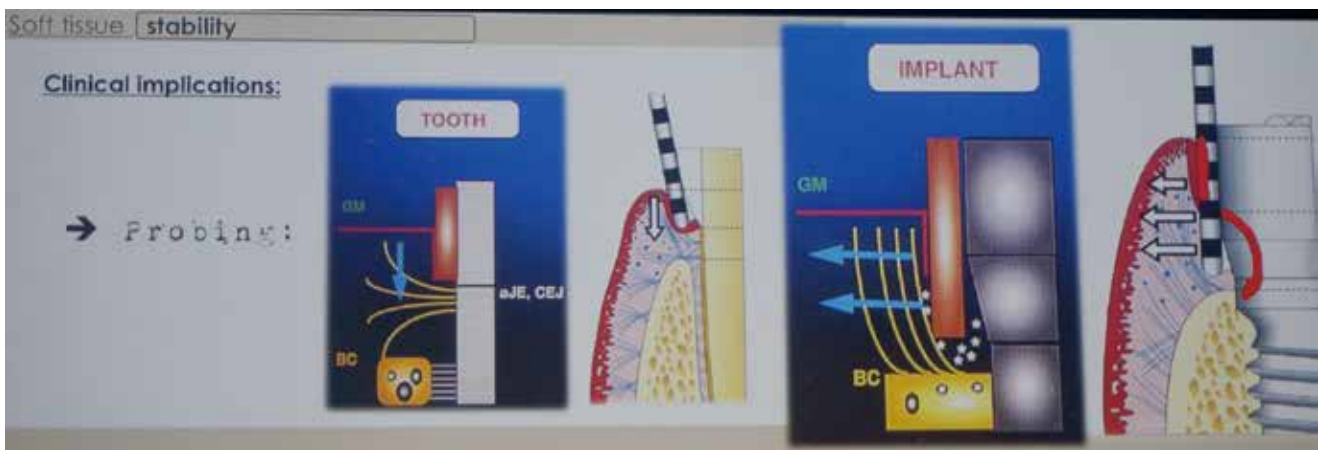 Soft tissue stability
Clinical implications:
→ Probing:
TOOTH
GM
aJE, CEJ
BC
IMPLANT
GM
BC